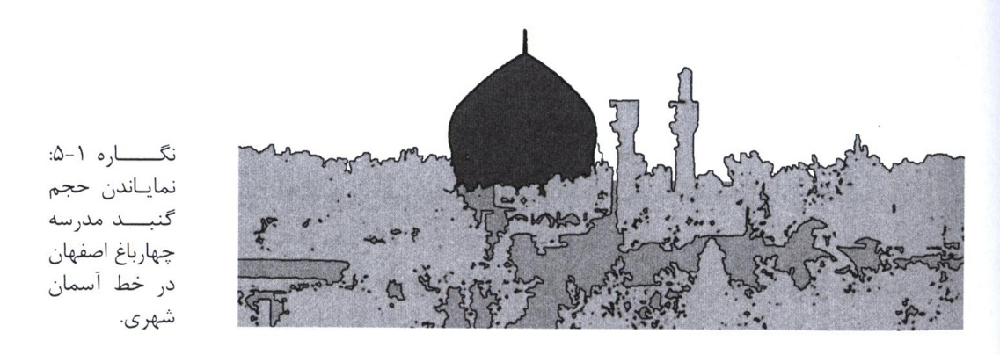 نگاره ۱-۵:
نمایاندن حجم
گنبد مدرسه
چهارباغ اصفهان
در خط آسمان
شهری.